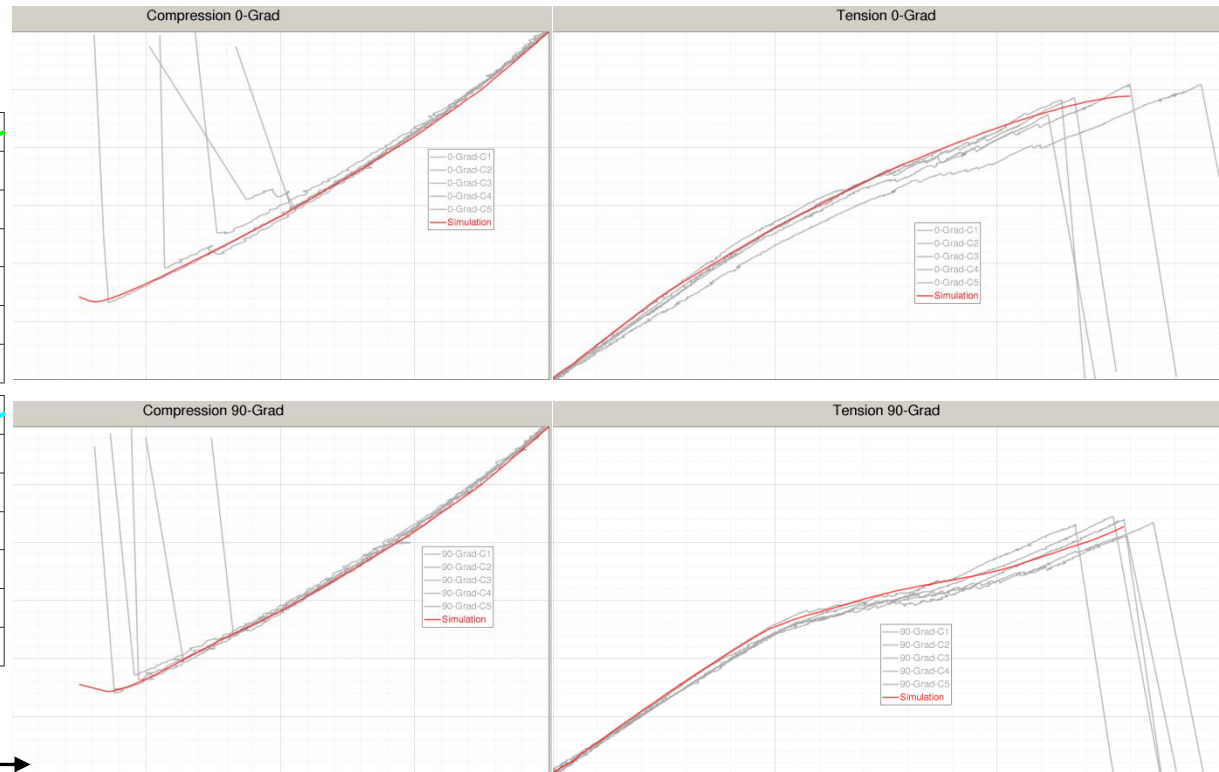 Compression 0-Grad
0-Grad-C1
0-Grad-C2
0-Grad-C3
0-Grad-C4
0-Grad-C5
Simulation
Tension 0-Grad
0-Grad-C1
0-Grad-C2
0-Grad-C3
0-Grad-C4
0-Grad-C5
Simulation
Compression 90-Grad
90-Grad-C1
90-Grad-C2
90-Grad-C3
90-Grad-C4
90-Grad-C5
Simulation
Tension 90-Grad
90-Grad-C1
90-Grad-C2
90-Grad-C3
90-Grad-C4
90-Grad-C5
Simulation